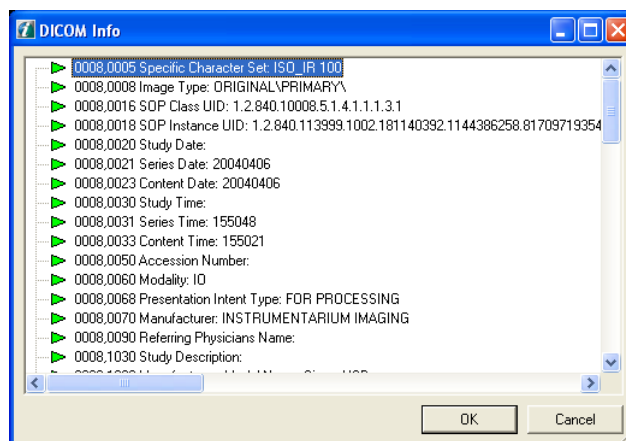 DICOM Info
0008,0005 Specific Character Set: ISO_IR 100
0008,0008 Image Type: ORIGINAL\PRIMARY\
0008,0016 SOP Class UID: 1.2.840.10008.5.1.4.1.1.1.3.1
0008,0018 SOP Instance UID: 1.2.840.113999.1002.181140392.1144386258.81709719354
0008,0020 Study Date:
0008,0021 Series Date: 20040406
0008,0023 Content Date: 20040406
0008,0030 Study Time:
0008,0031 Series Time: 155048
0008,0033 Content Time: 155021
0008,0050 Accession Number:
0008,0060 Modality: IO
0008,0068 Presentation Intent Type: FOR PROCESSING
0008,0070 Manufacturer: INSTRUMENTARIUM IMAGING
0008,0090 Referring Physicians Name:
0008,1030 Study Description:
OK
Cancel